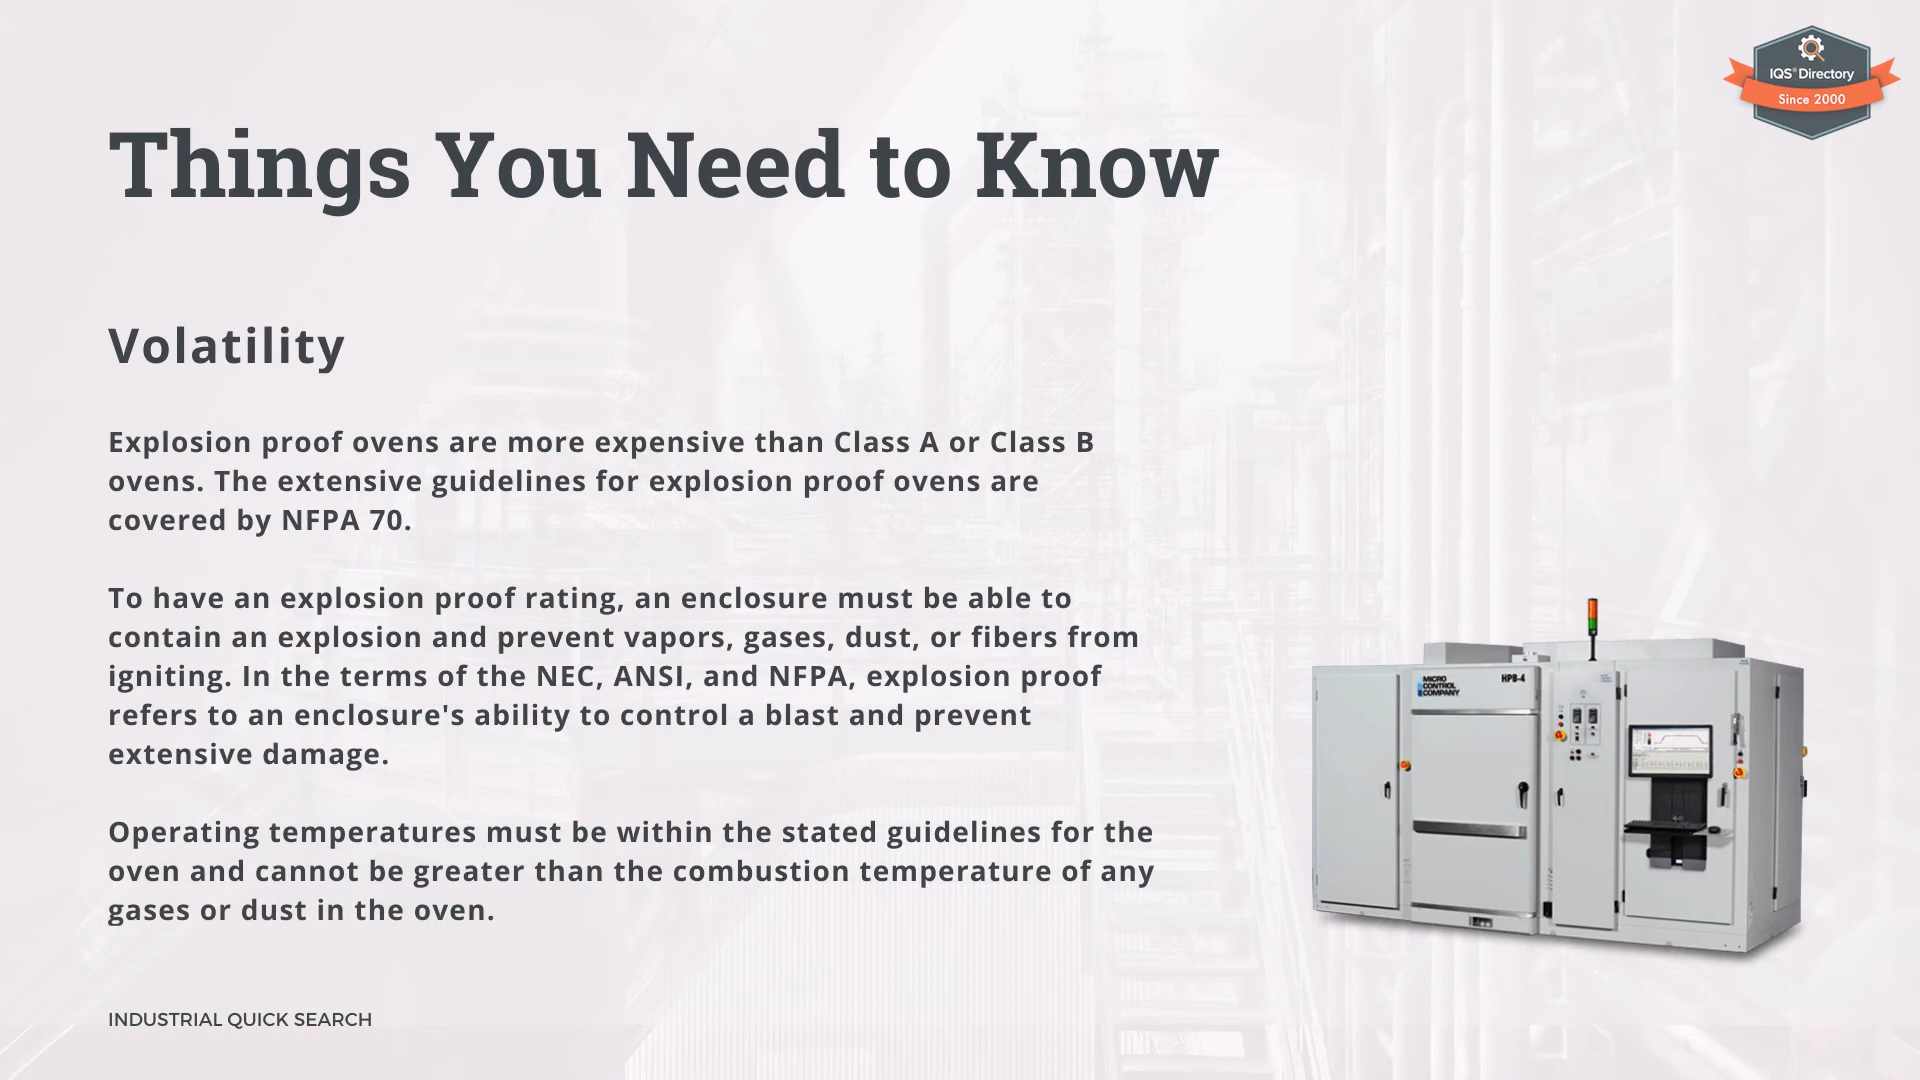 IQS® Directory
Since 2000
Things You Need to Know
Volatility
Explosion proof ovens are more expensive than Class A or Class B
ovens. The extensive guidelines for explosion proof ovens are
covered by NFPA 70.
To have an explosion proof rating, an enclosure must be able to
contain an explosion and prevent vapors, gases, dust, or fibers from
igniting. In the terms of the NEC, ANSI, and NFPA, explosion proof
refers to an enclosure's ability to control a blast and prevent
extensive damage.
Operating temperatures must be within the stated guidelines for the
oven and cannot be greater than the combustion temperature of any
gases or dust in the oven.
MICRO
CONTROL
COMPANY
HPB-4
INDUSTRIAL QUICK SEARCH